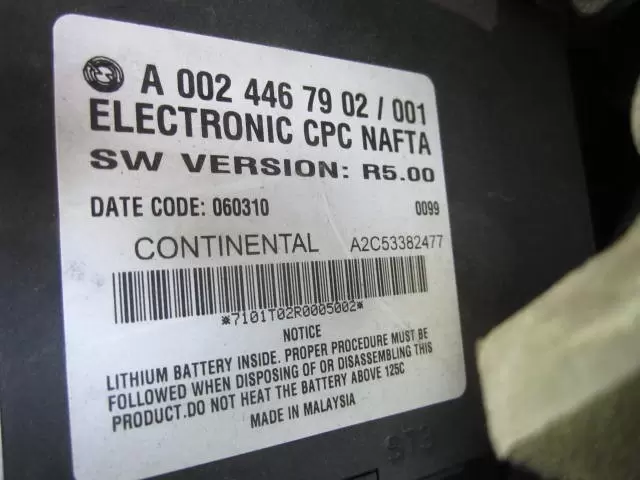 A 002 446 79 02 / 001
ELECTRONIC CPC NAFTA
SW VERSION: R5.00
DATE CODE: 060310 0099
CONTINENTAL A2C53382477
*7101T02R0005002*
NOTICE
LITHIUM BATTERY INSIDE. PROPER PROCEDURE MUST BE
FOLLOWED WHEN DISPOSING OF OR DISASSEMBLING THIS
PRODUCT.DO NOT HEAT THE BATTERY ABOVE 125C
MADE IN MALAYSIA
ST3